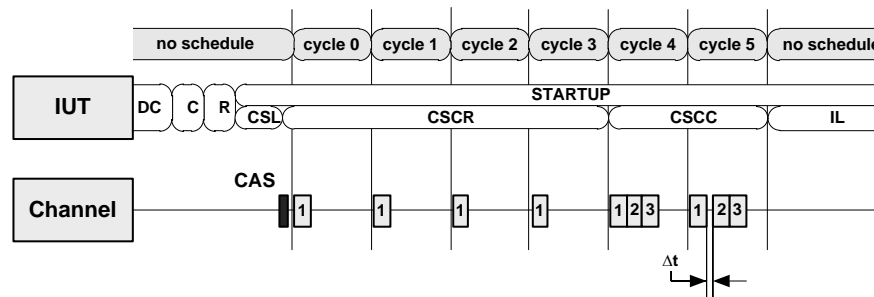 no schedule cycle 0 cycle 1 cycle 2 cycle 3 cycle 4 cycle 5 no schedule
IUT DC C R STARTUP
CSL CSCR CSCC IL
CAS
Channel 1 1 1 1 1 2 3 1 2 3
Δt